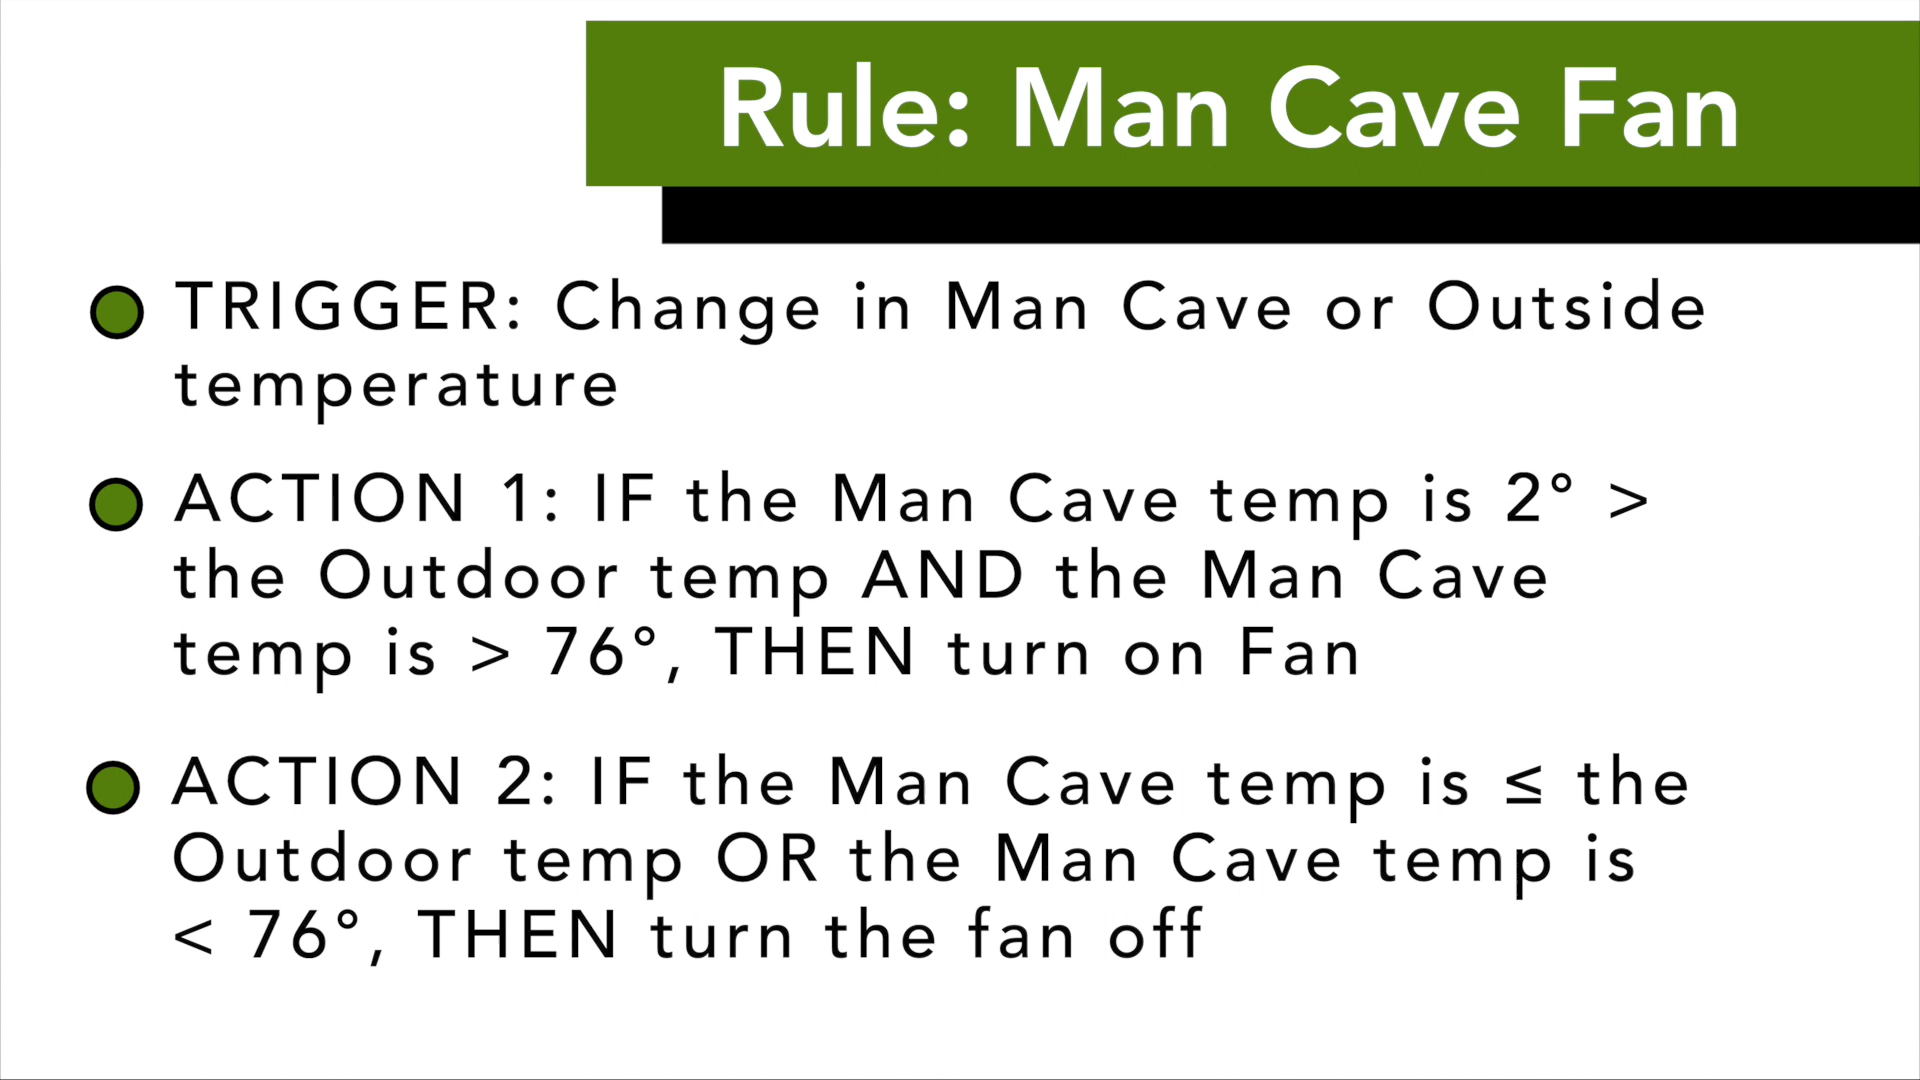 Rule: Man Cave Fan
TRIGGER: Change in Man Cave or Outside
temperature
ACTION 1: IF the Man Cave temp is 2° >
the Outdoor temp AND the Man Cave
temp is > 76°, THEN turn on Fan
ACTION 2: IF the Man Cave temp is ≤ the
Outdoor temp OR the Man Cave temp is
< 76°, THEN turn the fan off